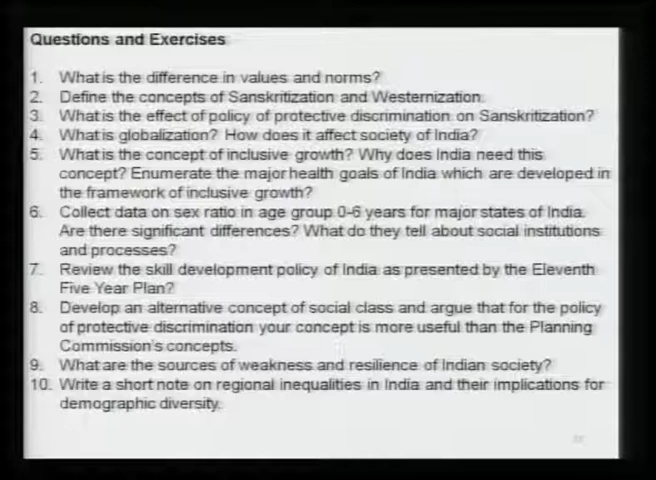 Questions and Exercises
1. What is the difference in values and norms?
2. Define the concepts of Sanskritization and Westernization.
3. What is the effect of policy of protective discrimination on Sanskritization?
4. What is globalization? How does it affect society of India?
5. What is the concept of inclusive growth? Why does India need this
concept? Enumerate the major health goals of India which are developed in
the framework of inclusive growth?
6. Collect data on sex ratio in age group 0-6 years for major states of India.
Are there significant differences? What do they tell about social institutions
and processes?
7. Review the skill development policy of India as presented by the Eleventh
Five Year Plan?
8. Develop an alternative concept of social class and argue that for the policy
of protective discrimination your concept is more useful than the Planning
Commission's concepts.
9. What are the sources of weakness and resilience of Indian society?
10. Write a short note on regional inequalities in India and their implications for
demographic diversity.